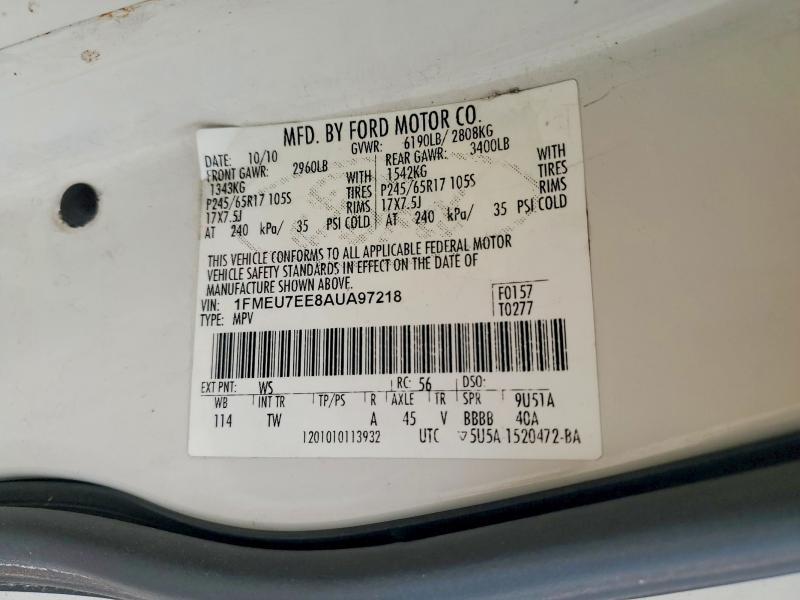 MFD. BY FORD MOTOR CO.
DATE: 10/10 GVWR: 6190LB/ 2808KG
FRONT GAWR: 2960LB REAR GAWR: 3400LB
1343KG WITH 1542KG WITH
P245/65R17 105S TIRES P245/65R17 105S TIRES
17X7.5J RIMS 17X7.5J RIMS
AT 240 kPa/ 35 PSI COLD AT 240 kPa/ 35 PSI COLD
THIS VEHICLE CONFORMS TO ALL APPLICABLE FEDERAL MOTOR
VEHICLE SAFETY STANDARDS IN EFFECT ON THE DATE OF
MANUFACTURE SHOWN ABOVE.
VIN: 1FMEU7EE8AUA97218 F0157
TYPE: MPV T0277
EXT PNT: WS RC: 56 DSO:
WB INT TR TP/PS R AXLE TR SPR 9U51A
114 TW A 45 V BBBB 40A
1201010113932 UTC ▽5U5A 1520472-BA